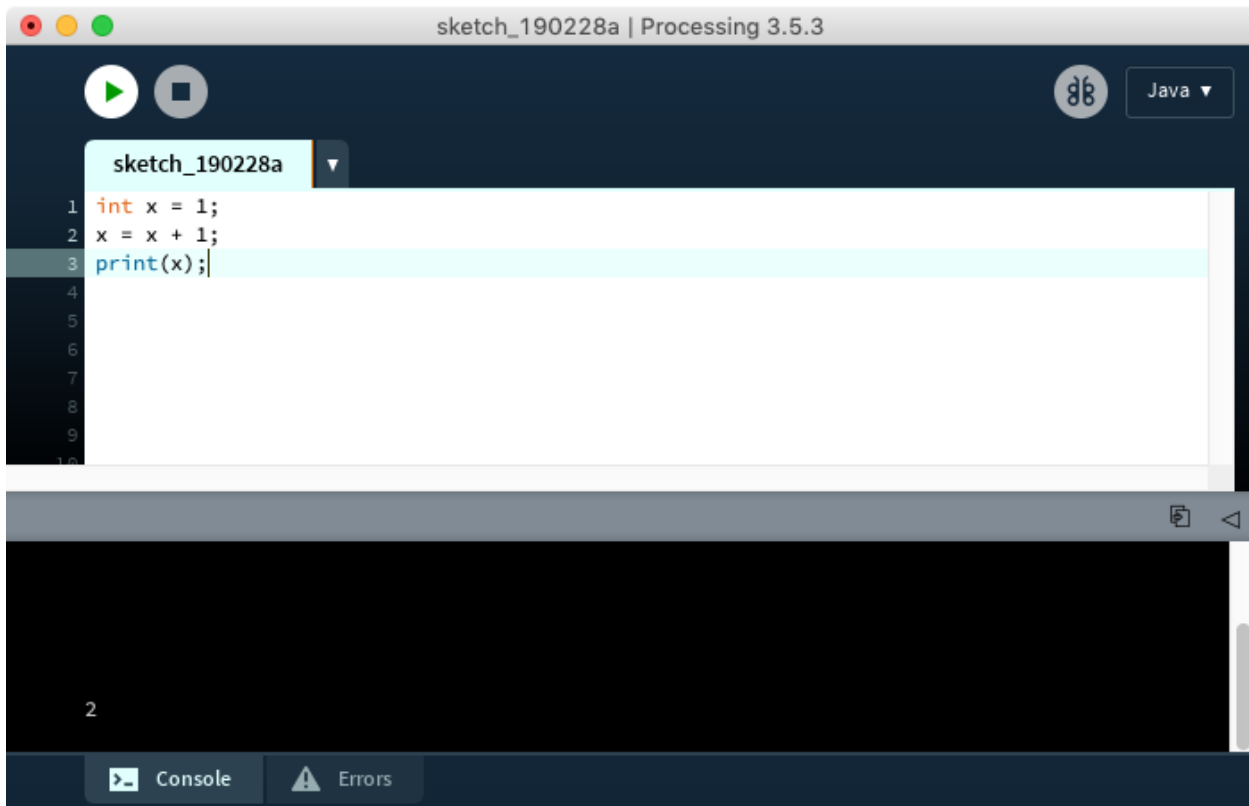 sketch_190228a | Processing 3.5.3
Java ▼
sketch_190228a ▼
1 int x = 1;
2 x = x + 1;
3 print(x);
4
5
6
7
8
9
10
2
>_ Console Errors